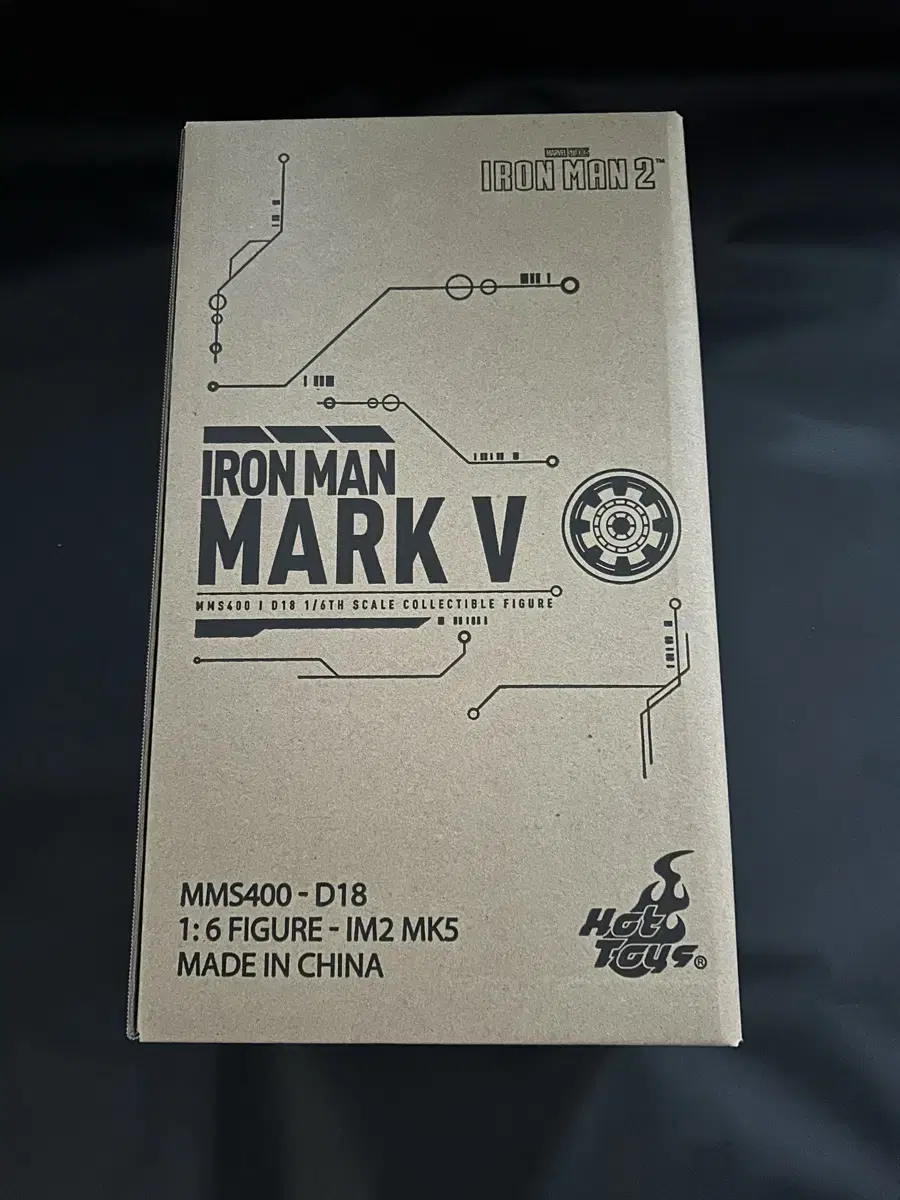 MARVEL STUDIOS
IRON MAN 2™
IRON MAN
MARK V
MMS400 | D18 1/6TH SCALE COLLECTIBLE FIGURE
MMS400 - D18
1:6 FIGURE - IM2 MK5
MADE IN CHINA
Hot
Toys®